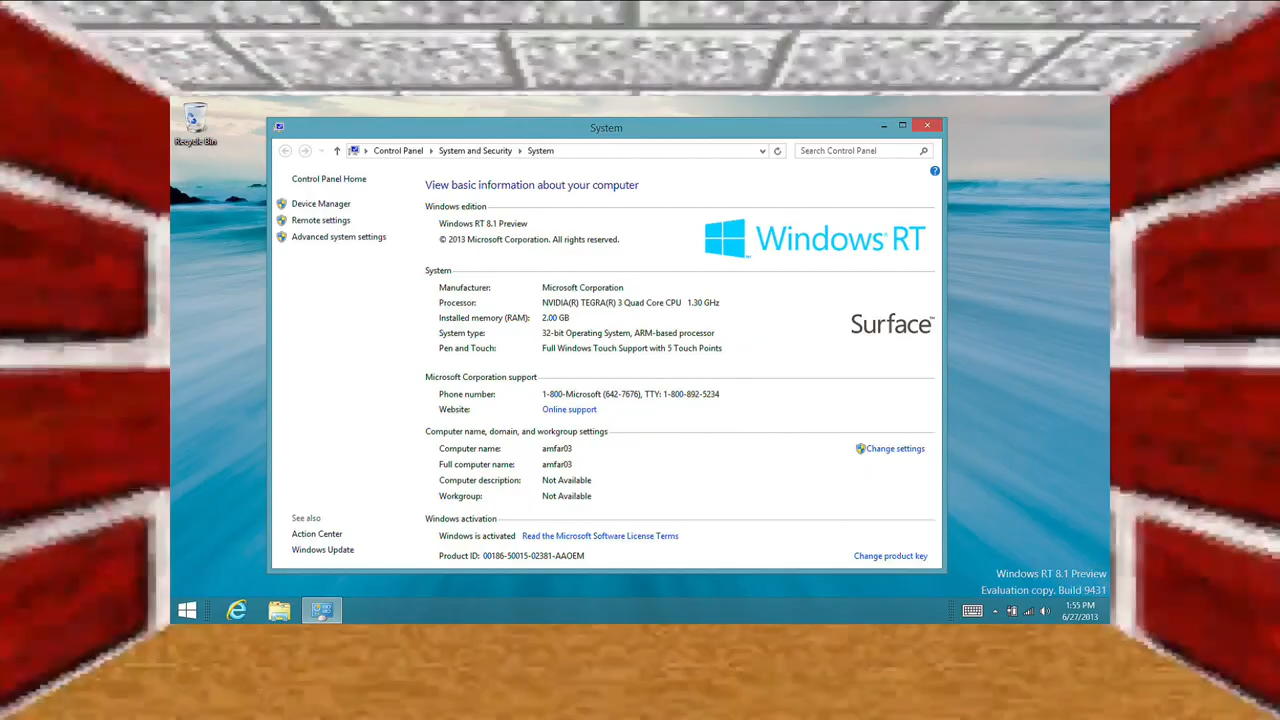 Recycle Bin
System
Control Panel System and Security System
Search Control Panel
Control Panel Home
Device Manager
Remote settings
Advanced system settings
View basic information about your computer
Windows edition
Windows RT 8.1 Preview
© 2013 Microsoft Corporation. All rights reserved.
Windows RT
System
Manufacturer: Microsoft Corporation
Processor: NVIDIA(R) TEGRA(R) 3 Quad Core CPU 1.30 GHz
Installed memory (RAM): 2.00 GB
System type: 32-bit Operating System, ARM-based processor
Pen and Touch: Full Windows Touch Support with 5 Touch Points
Surface™
Microsoft Corporation support
Phone number: 1-800-Microsoft (642-7676), TTY: 1-800-892-5234
Website: Online support
Computer name, domain, and workgroup settings
Computer name: amfar03
Change settings
Full computer name: amfar03
Computer description: Not Available
Workgroup: Not Available
Windows activation
Windows is activated Read the Microsoft Software License Terms
Product ID: 00186-50015-02381-AAOEM
Change product key
See also
Action Center
Windows Update
Windows RT 8.1 Preview
Evaluation copy. Build 9431
1:55 PM
6/27/2013